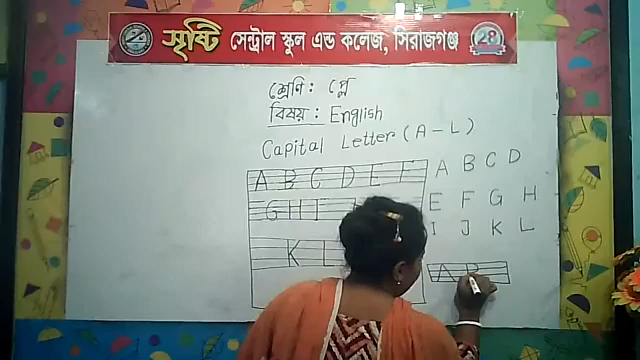 সৃষ্টি সেন্ট্রাল স্কুল এন্ড কলেজ, সিরাজগঞ্জ
শ্রেণি : প্লে
বিষয় : English
Capital Letter (A-L)
A B C D E F
G H I
K L
A B C D
E F G H
I J K L
A B